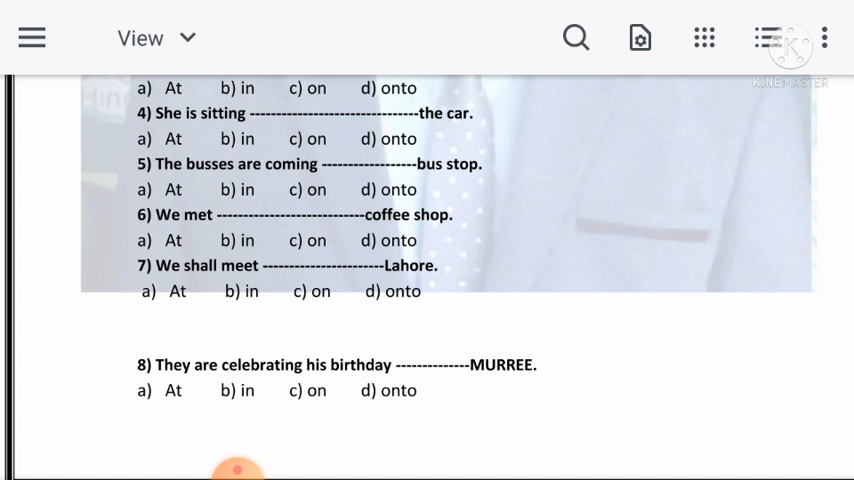 View
KINEMASTER
a) At b) in c) on d) onto
4) She is sitting --------------------------------the car.
a) At b) in c) on d) onto
5) The busses are coming ------------------bus stop.
a) At b) in c) on d) onto
6) We met ----------------------------coffee shop.
a) At b) in c) on d) onto
7) We shall meet -----------------------Lahore.
a) At b) in c) on d) onto
8) They are celebrating his birthday --------------MURREE.
a) At b) in c) on d) onto